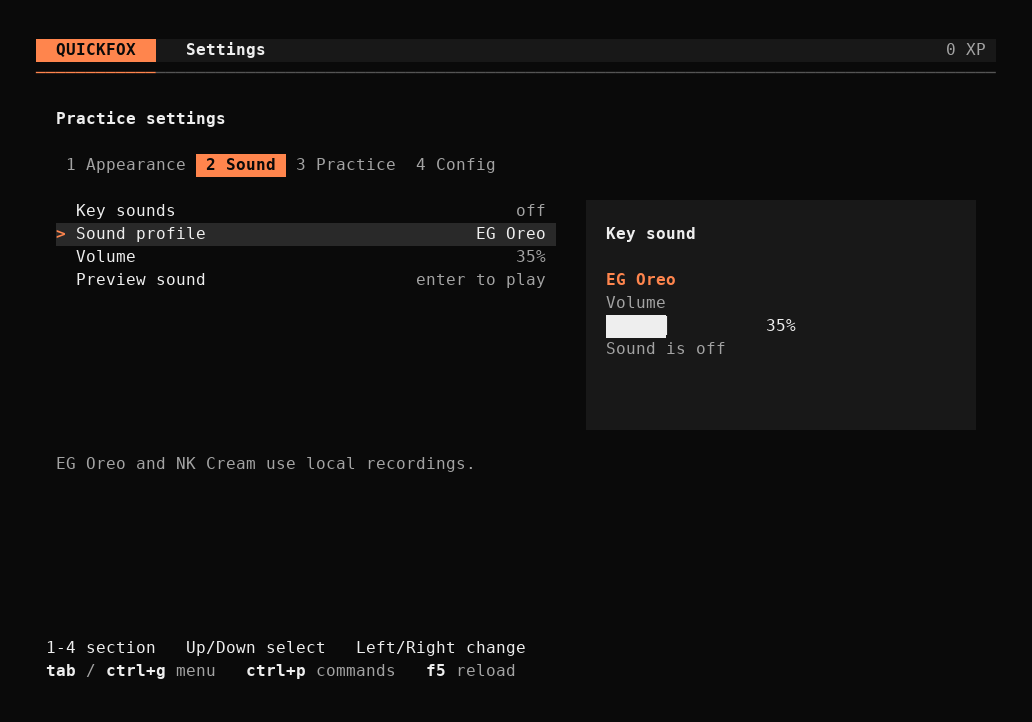 QUICKFOX Settings 0 XP
Practice settings
1 Appearance 2 Sound 3 Practice 4 Config
Key sounds off
> Sound profile EG Oreo
Volume 35%
Preview sound enter to play
Key sound
EG Oreo
Volume
35%
Sound is off
EG Oreo and NK Cream use local recordings.
1-4 section Up/Down select Left/Right change
tab / ctrl+g menu ctrl+p commands f5 reload